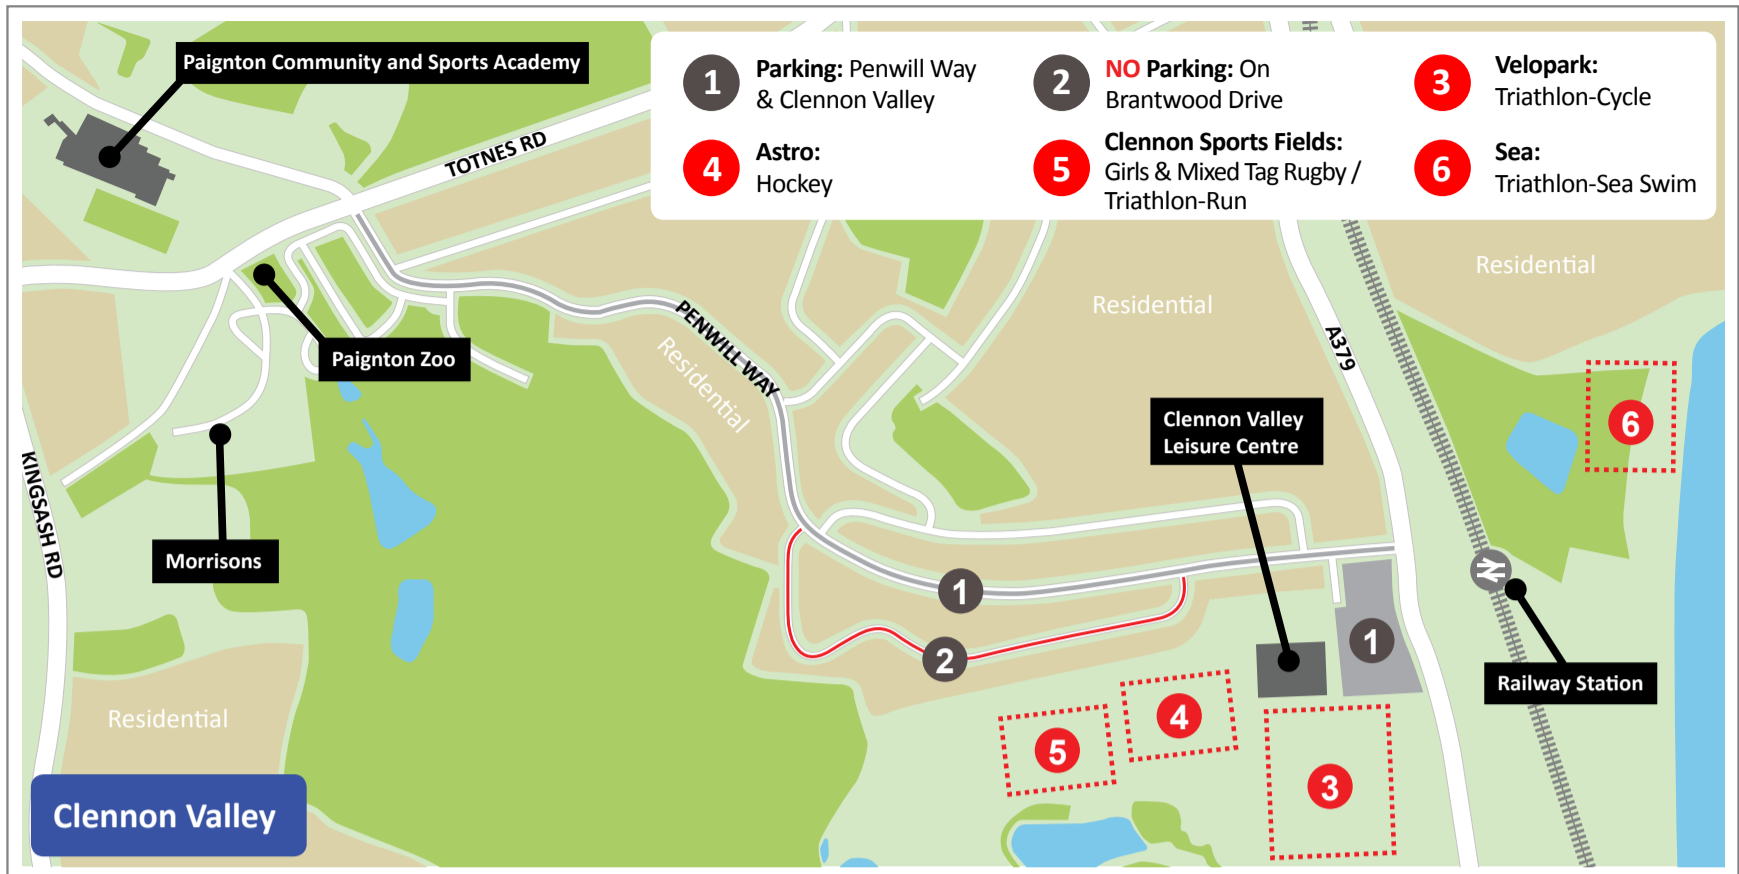 Paignton Community and Sports Academy
1
Parking: Penwill Way
& Clennon Valley
2
NO Parking: On
Brantwood Drive
3
Velopark:
Triathlon-Cycle
4
Astro:
Hockey
5
Clennon Sports Fields:
Girls & Mixed Tag Rugby /
Triathlon-Run
6
Sea:
Triathlon-Sea Swim
TOTNES RD
Residential
Residential
PENWILL WAY
Residential
A379
Paignton Zoo
Clennon Valley
Leisure Centre
6
KINGSASH RD
Morrisons
1
2
1
Railway Station
Residential
4
5
3
Clennon Valley